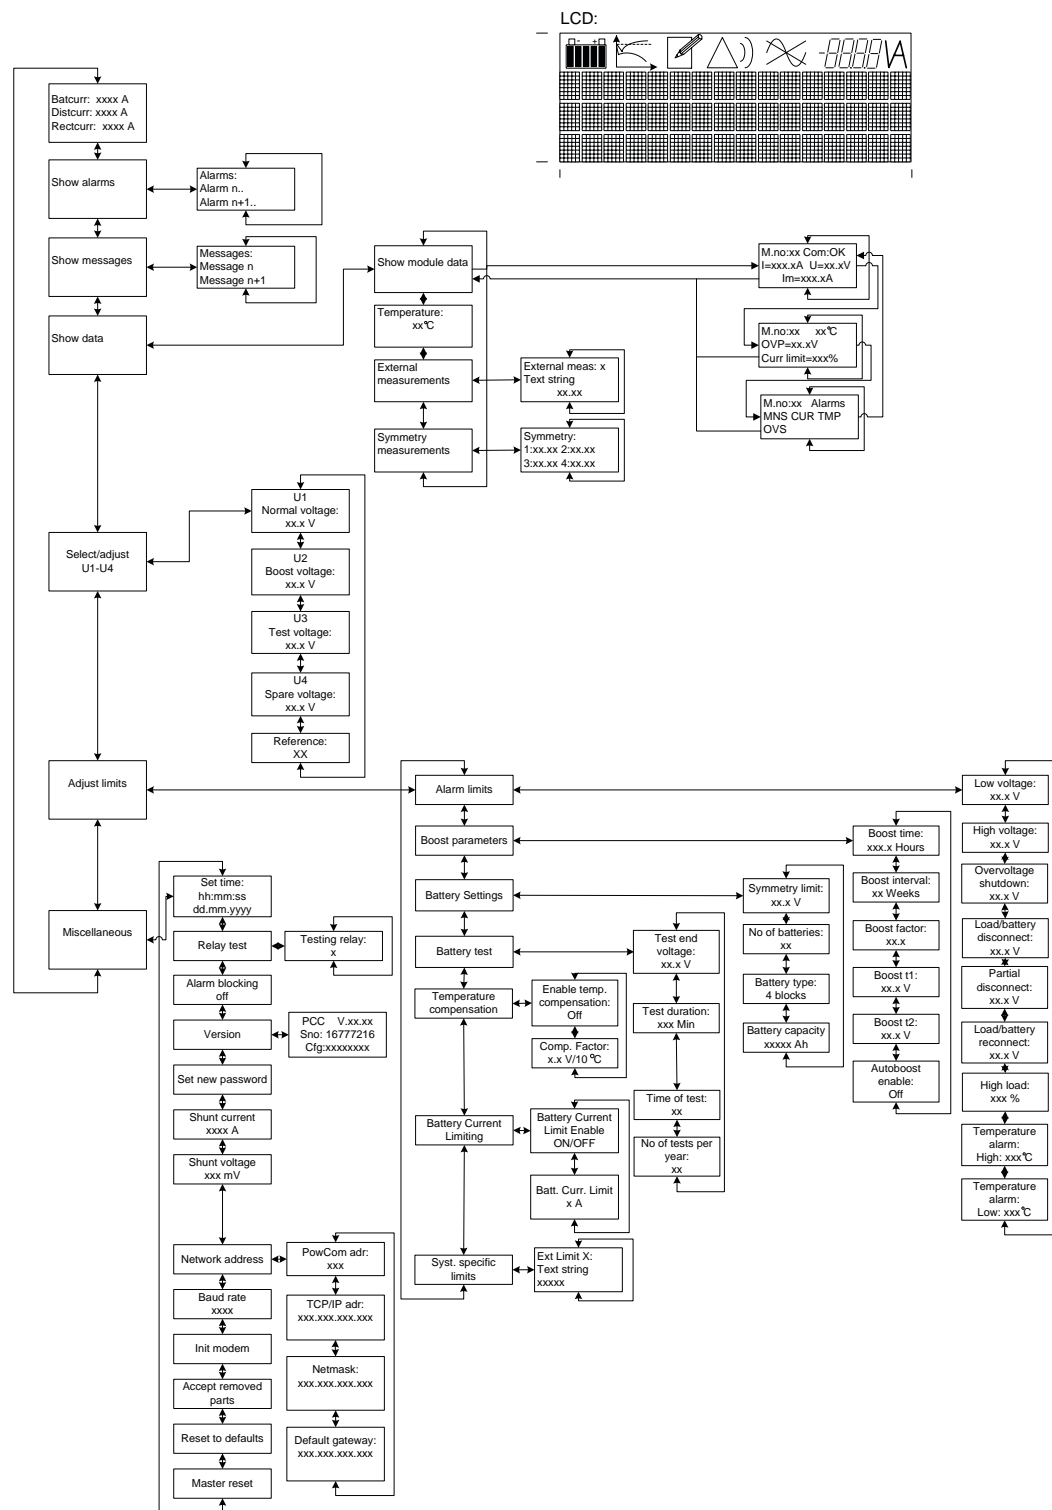 LCD:
-8888 VA
Batcurr: xxxx A
Distcurr: xxxx A
Rectcurr: xxxx A
Show alarms
Alarms:
Alarm n..
Alarm n+1..
Show messages
Messages:
Message n
Message n+1
Show data
Show module data
M.no:xx Com:OK
I=xxx.xA U=xx.xV
Im=xxx.xA
Temperature:
xx°C
M.no:xx xx°C
OVP=xx.xV
Curr limit=xxx%
External
measurements
External meas: x
Text string
xx.xx
M.no:xx Alarms
MNS CUR TMP
OVS
Symmetry
measurements
Symmetry:
1:xx.xx 2:xx.xx
3:xx.xx 4:xx.xx
Select/adjust
U1-U4
U1
Normal voltage:
xx.x V
U2
Boost voltage:
xx.x V
U3
Test voltage:
xx.x V
U4
Spare voltage:
xx.x V
Reference:
XX
Adjust limits
Alarm limits
Boost parameters
Battery Settings
Battery test
Temperature
compensation
Battery Current
Limiting
Syst. specific
limits
Low voltage:
xx.x V
High voltage:
xx.x V
Overvoltage
shutdown:
xx.x V
Load/battery
disconnect:
xx.x V
Partial
disconnect:
xx.x V
Load/battery
reconnect:
xx.x V
High load:
xxx %
Temperature
alarm:
High: xxx°C
Temperature
alarm:
Low: xxx°C
Boost time:
xxx.x Hours
Boost interval:
xx Weeks
Boost factor:
xx.x
Boost t1:
xx.x V
Boost t2:
xx.x V
Autoboost
enable:
Off
Symmetry limit:
xx.x V
No of batteries:
xx
Battery type:
4 blocks
Battery capacity
xxxxx Ah
Test end
voltage:
xx.x V
Test duration:
xxx Min
Time of test:
xx
No of tests per
year:
xx
Enable temp.
compensation:
Off
Comp. Factor:
x.x V/10 °C
Battery Current
Limit Enable
ON/OFF
Batt. Curr. Limit
x A
Ext Limit X:
Text string
xxxxx
Miscellaneous
Set time:
hh:mm:ss
dd.mm.yyyy
Relay test
Testing relay:
x
Alarm blocking
off
Version
PCC V.xx.xx
Sno: 16777216
Cfg:xxxxxxxx
Set new password
Shunt current
xxxx A
Shunt voltage
xxx mV
Network address
PowCom adr:
xxx
TCP/IP adr:
xxx.xxx.xxx.xxx
Netmask:
xxx.xxx.xxx.xxx
Default gateway:
xxx.xxx.xxx.xxx
Baud rate
xxxx
Init modem
Accept removed
parts
Reset to defaults
Master reset